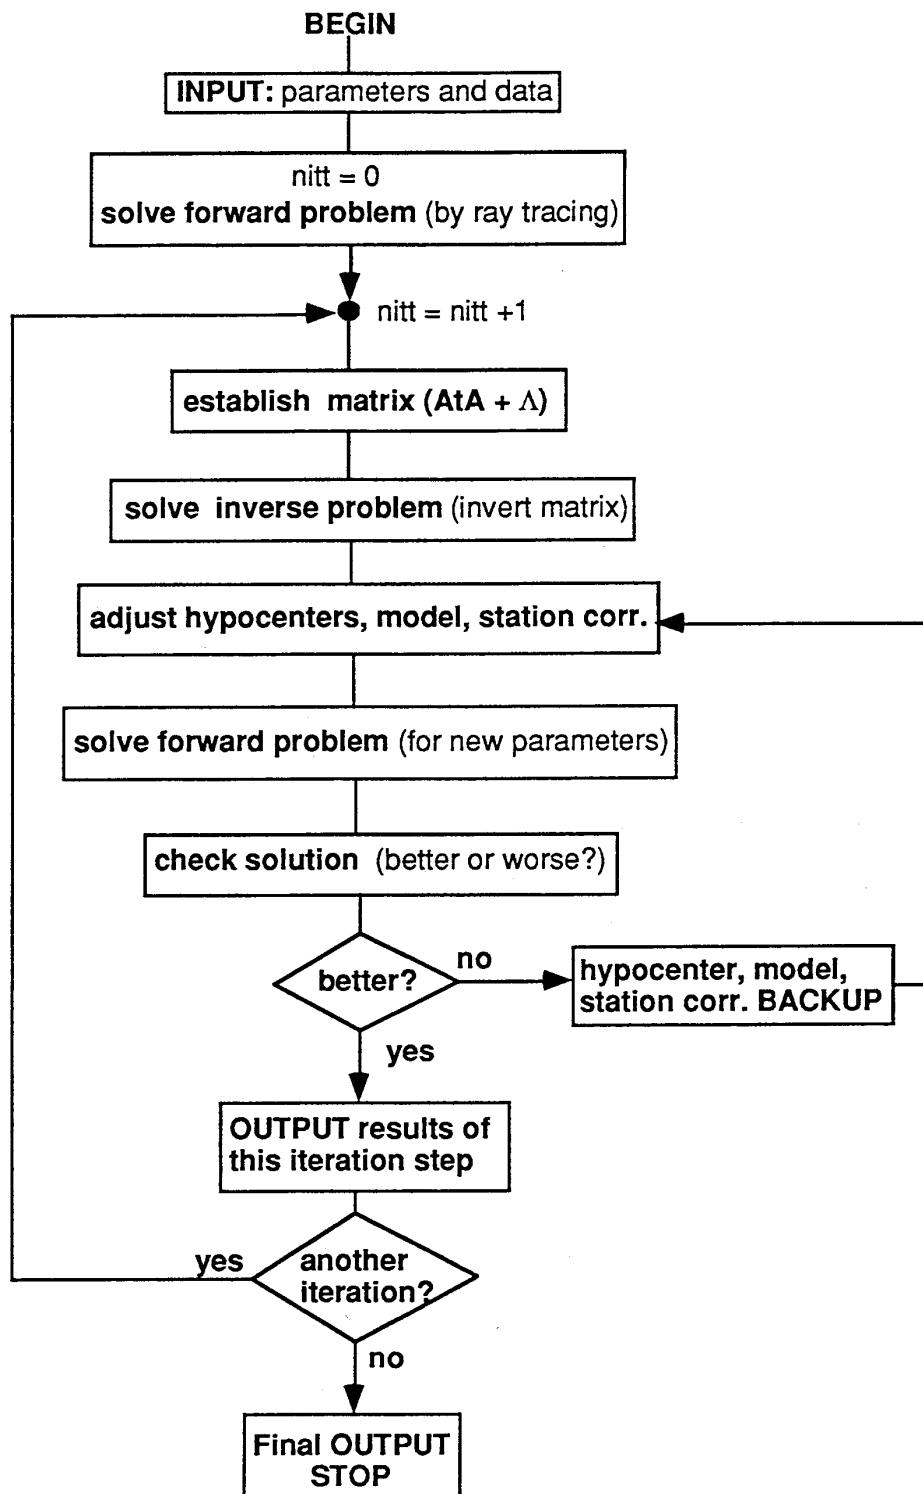 BEGIN
INPUT: parameters and data
nitt = 0
solve forward problem (by ray tracing)
nitt = nitt +1
establish matrix (AtA + Λ)
solve inverse problem (invert matrix)
adjust hypocenters, model, station corr.
solve forward problem (for new parameters)
check solution (better or worse?)
better?
no
hypocenter, model,
station corr. BACKUP
yes
OUTPUT results of
this iteration step
yes
another
iteration?
no
Final OUTPUT
STOP